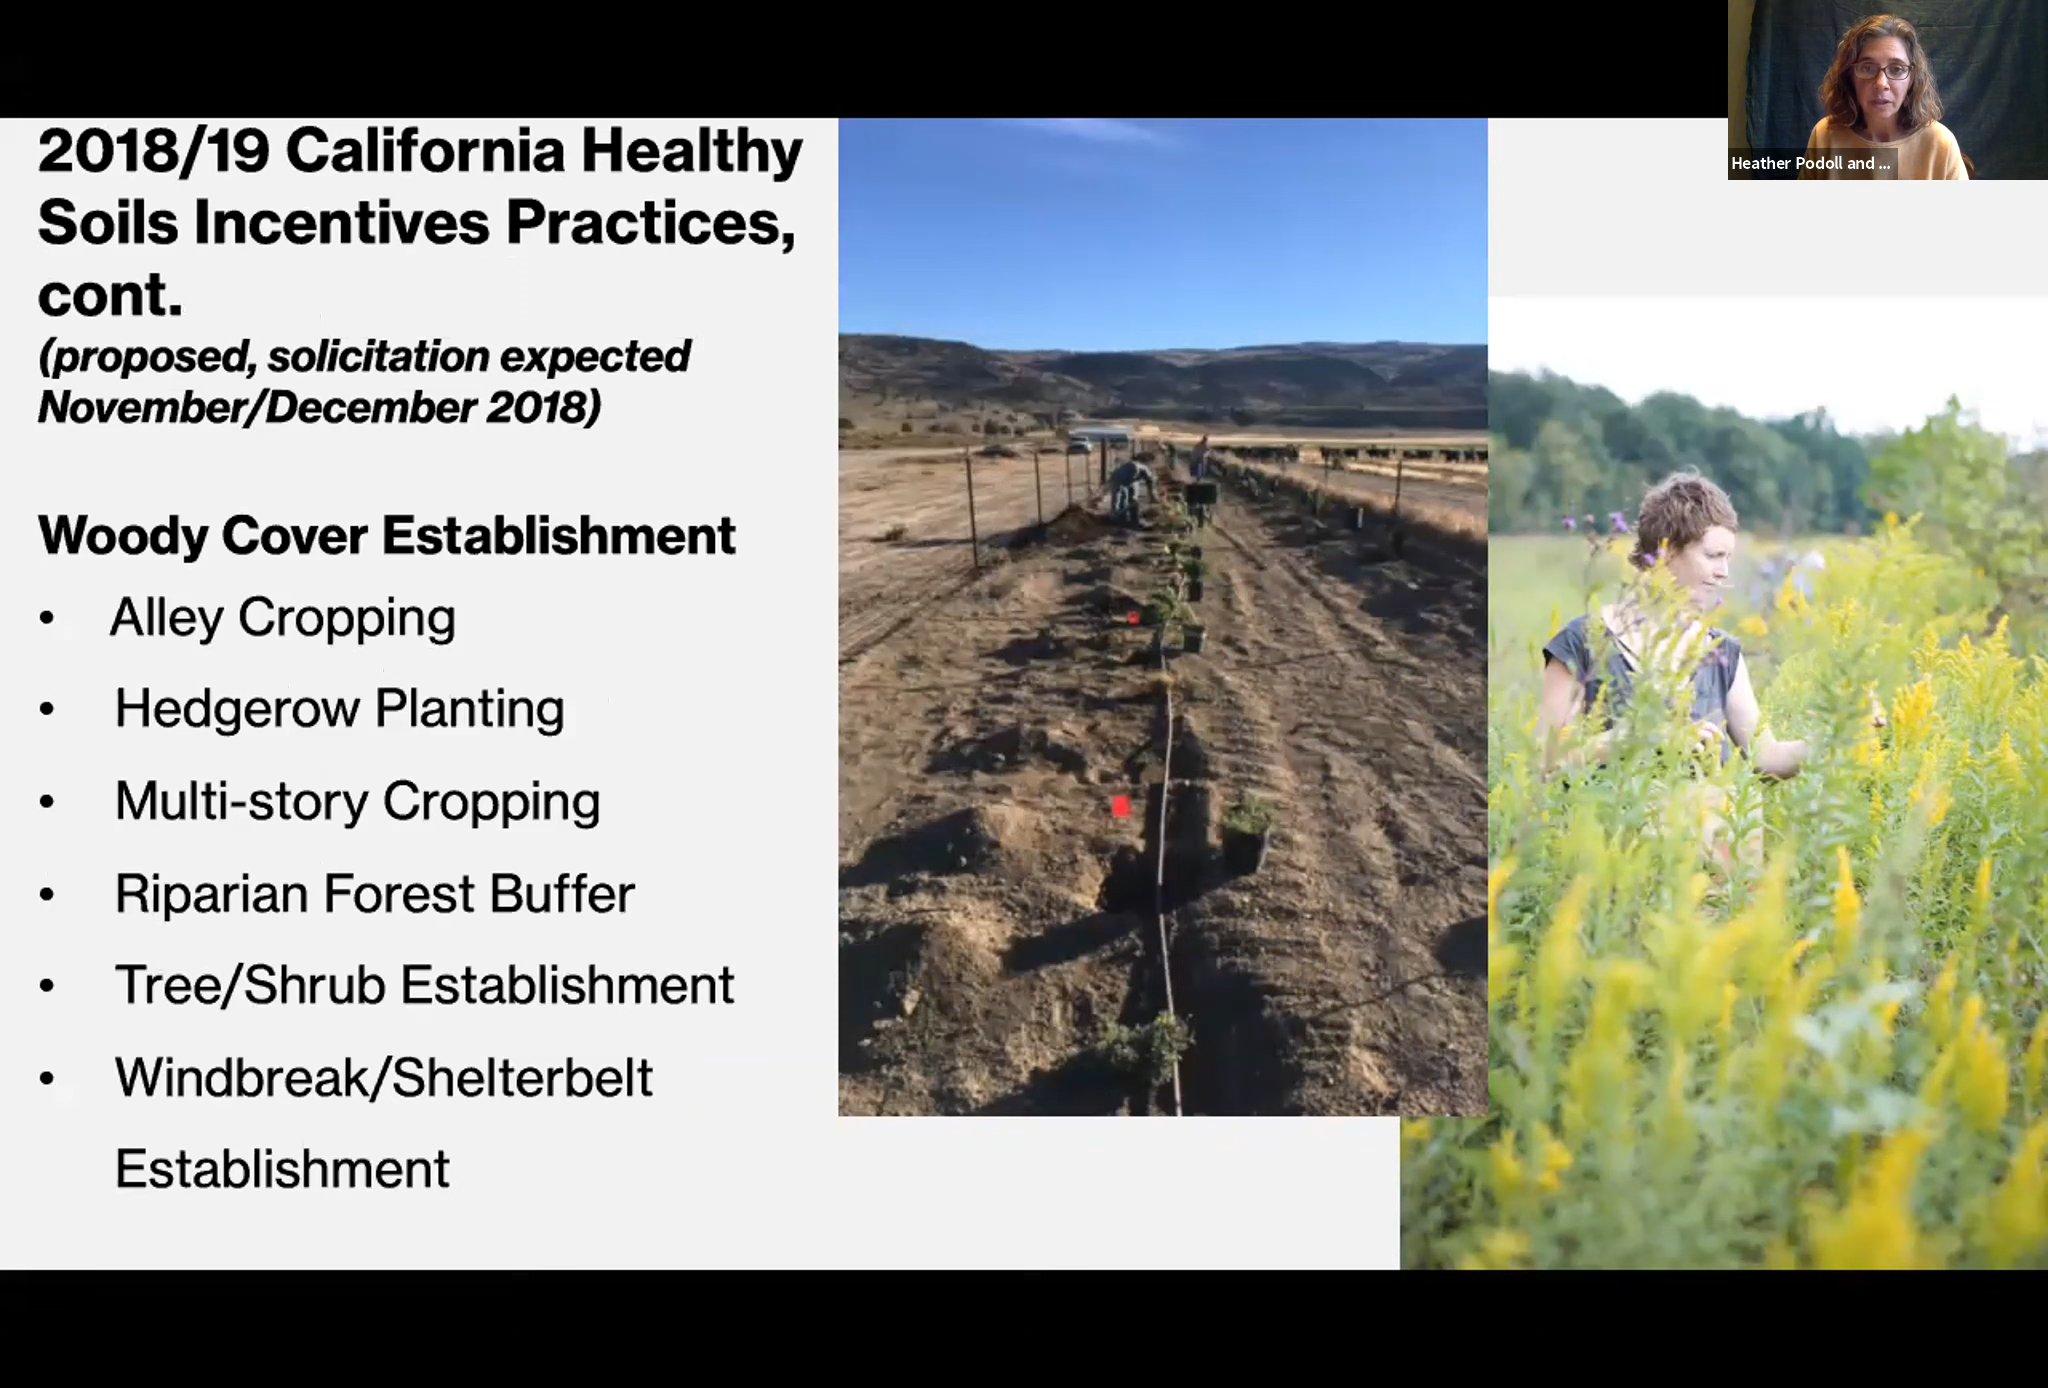 2018/19 California Healthy
Soils Incentives Practices,
cont.
(proposed, solicitation expected
November/December 2018)
Woody Cover Establishment
• Alley Cropping
• Hedgerow Planting
• Multi-story Cropping
• Riparian Forest Buffer
• Tree/Shrub Establishment
• Windbreak/Shelterbelt
Establishment
Heather Podoll and ...